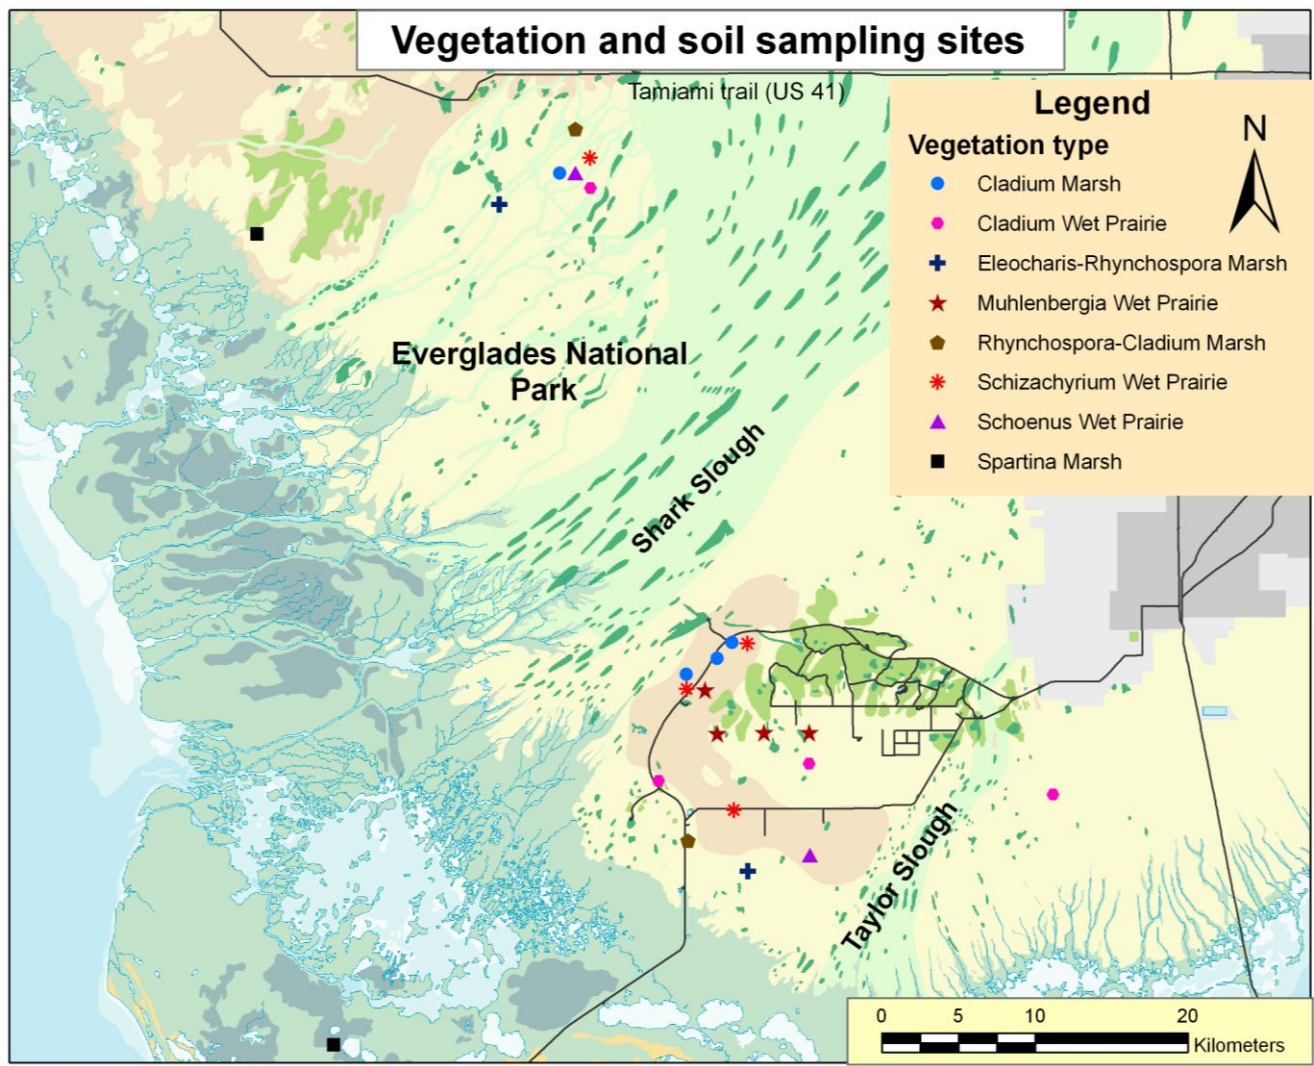 Vegetation and soil sampling sites
Tamiami trail (US 41)
Legend
Vegetation type
Cladium Marsh
Cladium Wet Prairie
Eleocharis-Rhynchospora Marsh
Muhlenbergia Wet Prairie
Rhynchospora-Cladium Marsh
Schizachyrium Wet Prairie
Schoenus Wet Prairie
Spartina Marsh
N
Everglades National
Park
Shark Slough
Taylor Slough
0 5 10 20
Kilometers